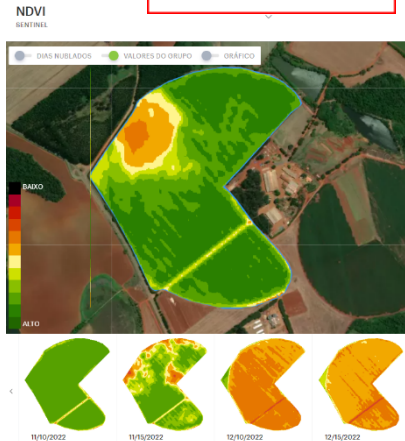 NDVI
SENTINEL
DIAS NUBLADOS
VALORES DO GRUPO
GRÁFICO
BAIXO
ALTO
11/10/2022
11/15/2022
12/10/2022
12/15/2022